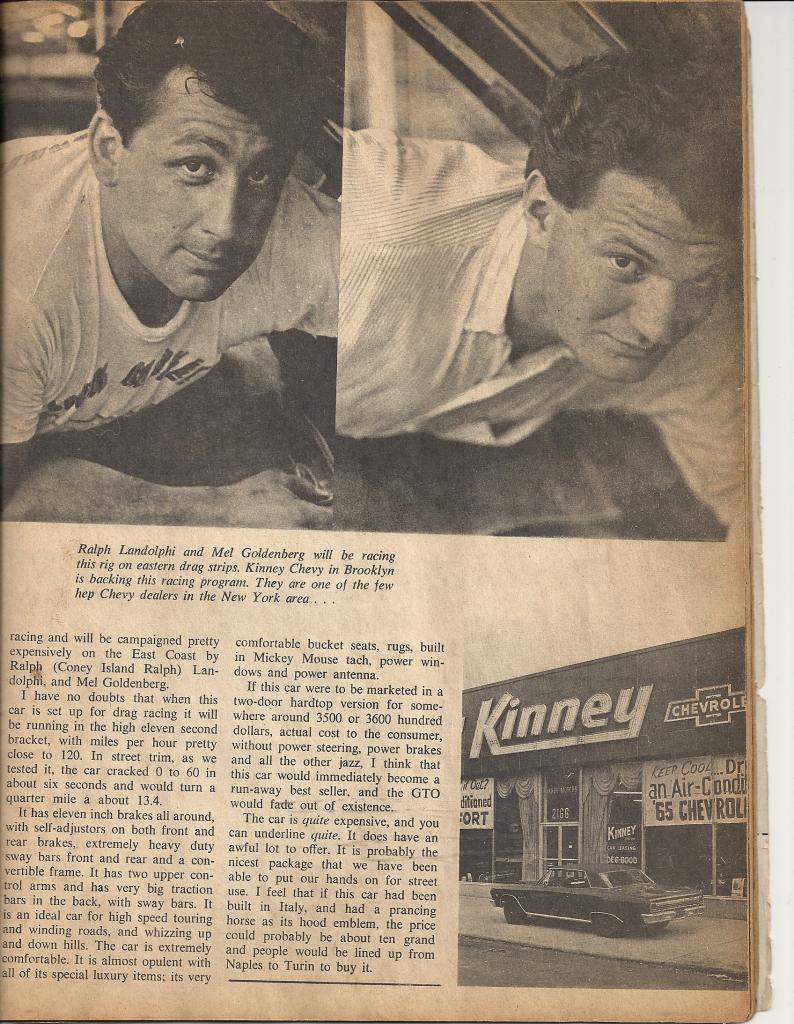 Ralph Landolphi and Mel Goldenberg will be racing
this rig on eastern drag strips. Kinney Chevy in Brooklyn
is backing this racing program. They are one of the few
hep Chevy dealers in the New York area . . .
racing and will be campaigned pretty
expensively on the East Coast by
Ralph (Coney Island Ralph) Lan-
dolphi, and Mel Goldenberg.
I have no doubts that when this
car is set up for drag racing it will
be running in the high eleven second
bracket, with miles per hour pretty
close to 120. In street trim, as we
tested it, the car cracked 0 to 60 in
about six seconds and would turn a
quarter mile a about 13.4.
It has eleven inch brakes all around,
with self-adjustors on both front and
rear brakes, extremely heavy duty
sway bars front and rear and a con-
vertible frame. It has two upper con-
trol arms and has very big traction
bars in the back, with sway bars. It
is an ideal car for high speed touring
and winding roads, and whizzing up
and down hills. The car is extremely
comfortable. It is almost opulent with
all of its special luxury items; its very
comfortable bucket seats, rugs, built
in Mickey Mouse tach, power win-
dows and power antenna.
If this car were to be marketed in a
two-door hardtop version for some-
where around 3500 or 3600 hundred
dollars, actual cost to the consumer,
without power steering, power brakes
and all the other jazz, I think that
this car would immediately become a
run-away best seller, and the GTO
would fade out of existence.
The car is quite expensive, and you
can underline quite. It does have an
awful lot to offer. It is probably the
nicest package that we have been
able to put our hands on for street
use. I feel that if this car had been
built in Italy, and had a prancing
horse as its hood emblem, the price
could probably be about ten grand
and people would be lined up from
Naples to Turin to buy it.
Kinney
CHEVROLE
KEEP COOL...Dr
an Air-Condi
'65 CHEVROL
Out?
ditioned
FORT
2166
KINNEY
CAR LEASING